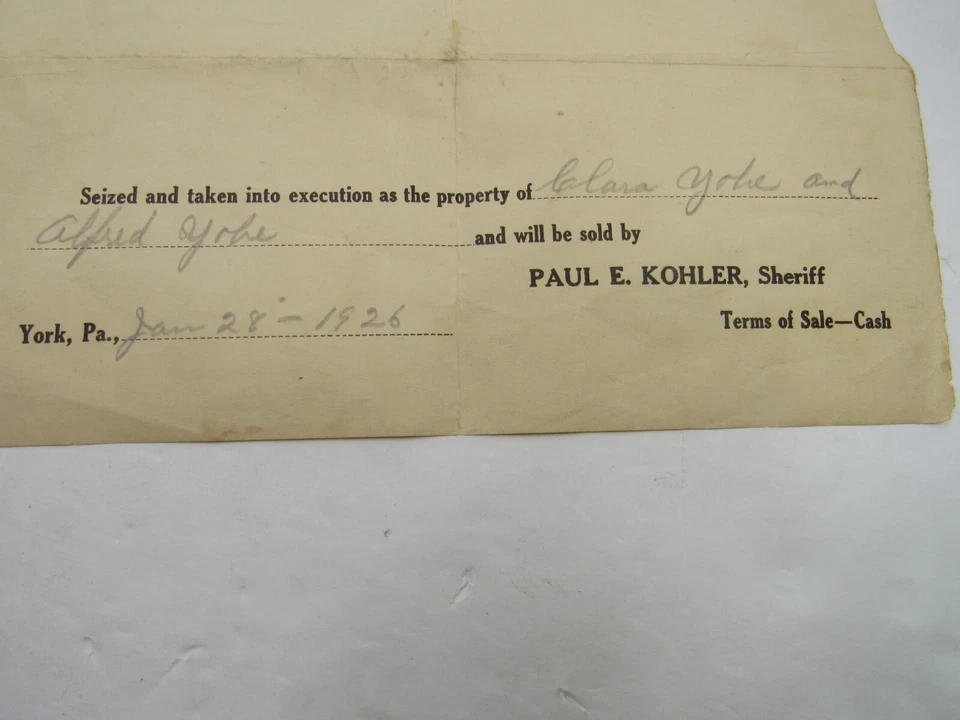 Seized and taken into execution as the property of Clara Yohe and
Alfred Yohe and will be sold by
PAUL E. KOHLER, Sheriff
York, Pa., Jan 28 - 1926 Terms of Sale—Cash